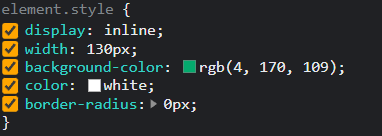 element.style {
display: inline;
width: 130px;
background-color: rgb(4, 170, 109);
color: white;
border-radius: 0px;
}